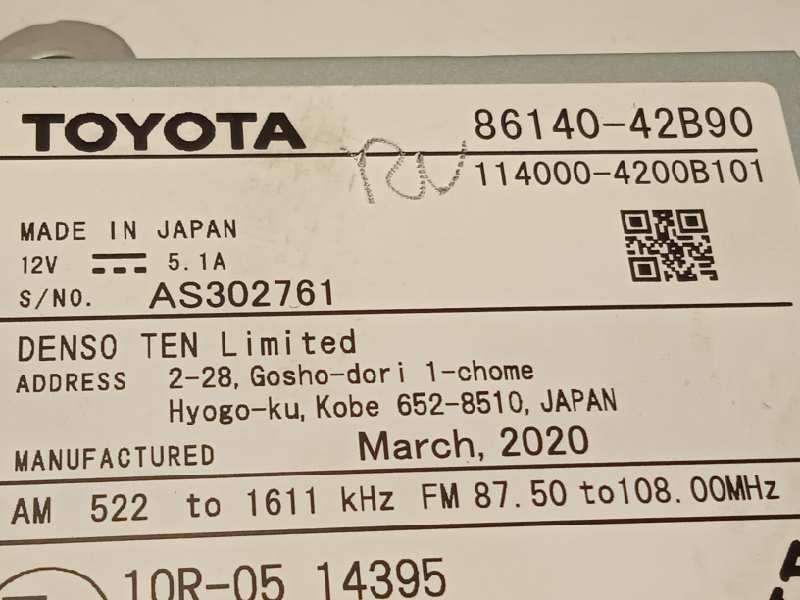 TOYOTA 86140-42B90
114000-4200B101
MADE IN JAPAN
12V 5.1A
S/NO. AS302761
DENSO TEN Limited
ADDRESS 2-28, Gosho-dori 1-chome
Hyogo-ku, Kobe 652-8510, JAPAN
MANUFACTURED March, 2020
AM 522 to 1611 kHz FM 87.50 to 108.00MHz
10R-05 14395